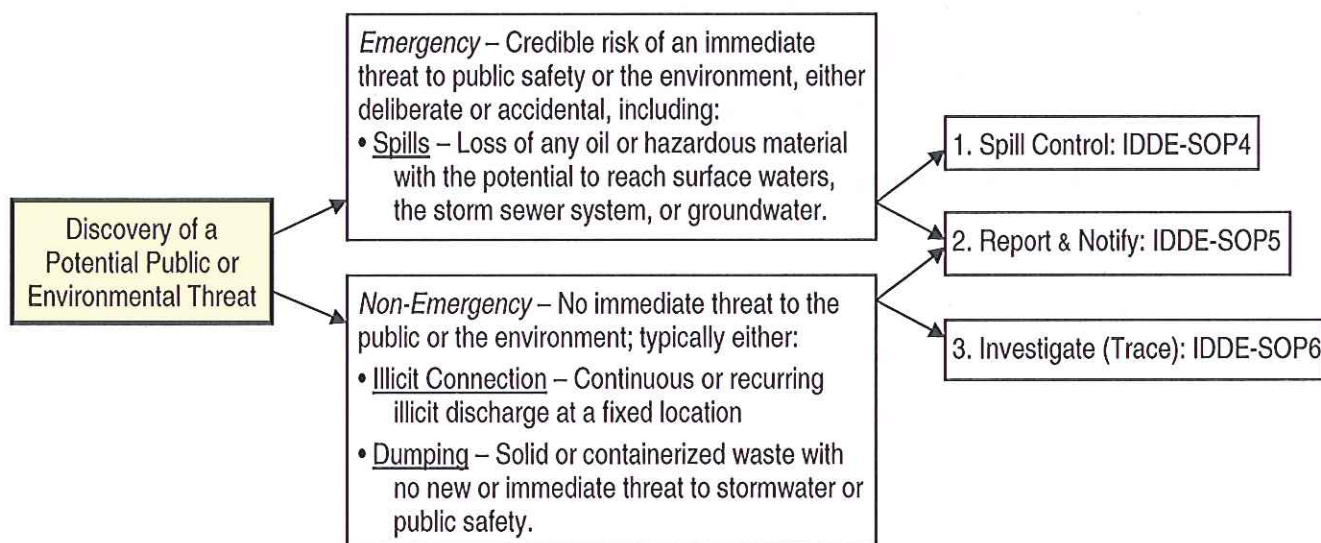 Discovery of a
Potential Public or
Environmental Threat
Emergency – Credible risk of an immediate
threat to public safety or the environment, either
deliberate or accidental, including:
• Spills – Loss of any oil or hazardous material
with the potential to reach surface waters,
the storm sewer system, or groundwater.
Non-Emergency – No immediate threat to the
public or the environment; typically either:
• Illicit Connection – Continuous or recurring
illicit discharge at a fixed location
• Dumping – Solid or containerized waste with
no new or immediate threat to stormwater or
public safety.
1. Spill Control: IDDE-SOP4
2. Report & Notify: IDDE-SOP5
3. Investigate (Trace): IDDE-SOP6